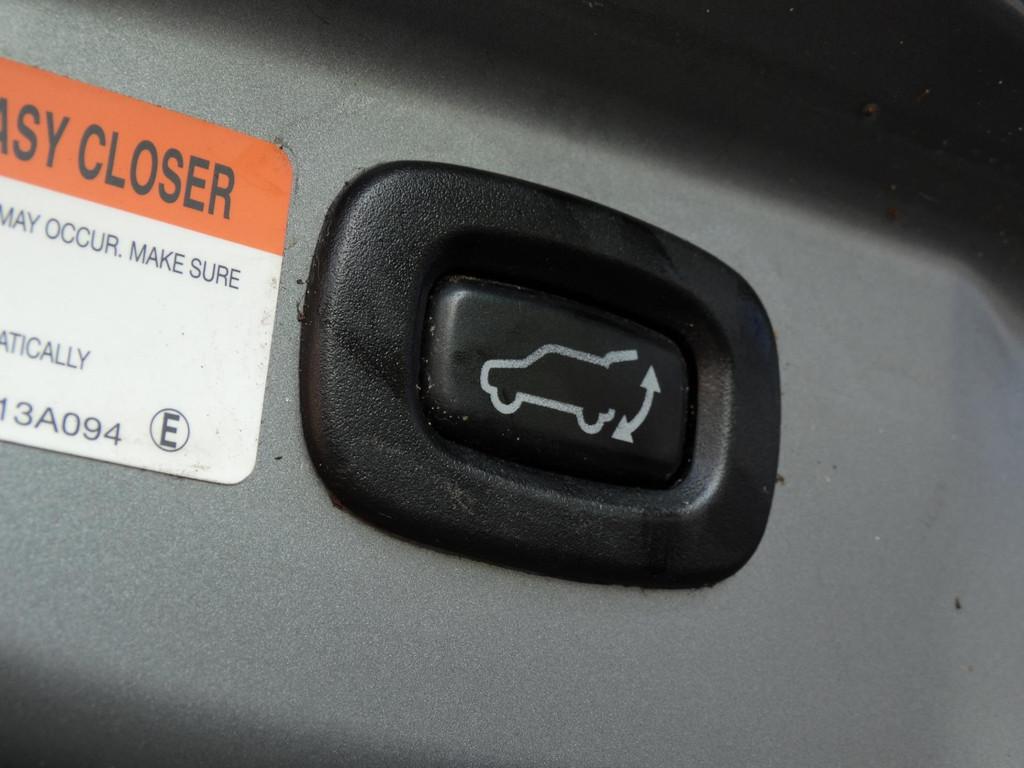 ASY CLOSER
MAY OCCUR. MAKE SURE
ATICALLY
13A094 E